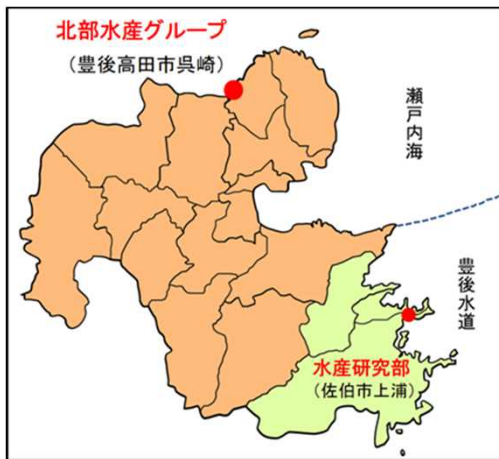 北部水産グループ
（豊後高田市呉崎）
瀬戸内海
豊後水道
水産研究部
（佐伯市上浦）